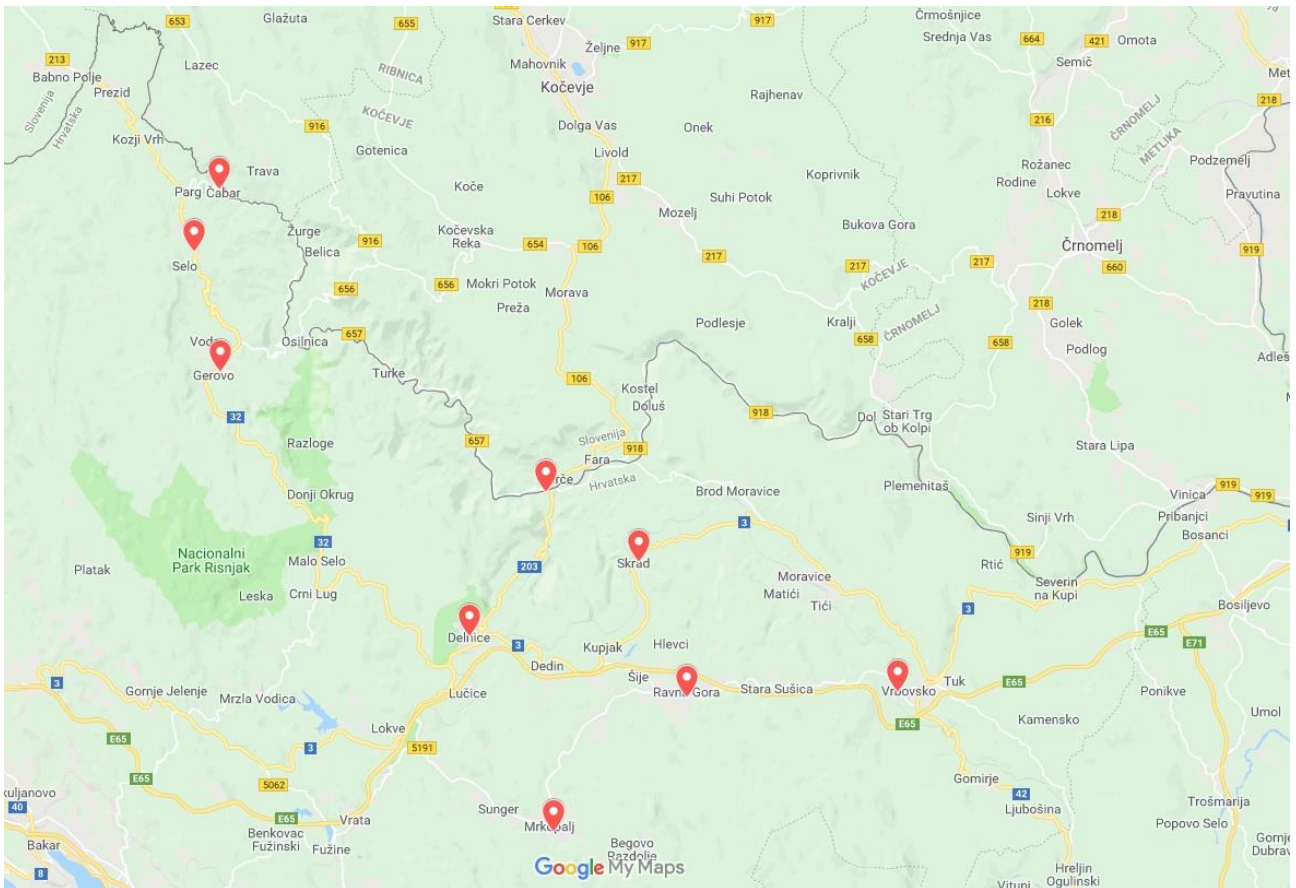 653
Glažuta
655
917
Stara Cerkev
917
Željne
Črmošnjice
Srednja Vas
664
421
Omota
Semič
213
Babno Polje
Prezid
Lazec
RIBNICA
Mahovnik
Kočevje
Rajhenav
Slovenija
Hrvatska
KOČEVJE
218
216
ČRNOMELJ
METLIKA
Kozji Vrh
916
Gotenica
Dolga Vas
Onek
Livold
Podzemelj
Trava
Parg
Čabar
Koče
217
106
Suhi Potok
Koprivnik
Rožanec
Rodine
Lokve
Pravutina
Mozelj
218
Žurge
Belica
916
Kočevska
Reka
654
106
Bukova Gora
Črnomelj
919
Selo
217
217
KOČEVJE
217
660
656
656
Mokri Potok
Preža
Morava
218
Osilnica
657
Podlesje
Kralji
ČRNOMELJ
Golek
658
658
Podlog
Gerovo
Turke
106
Kostel
Doluš
32
918
Dol
Stari Trg
ob Kolpi
Razloge
657
Slovenija
918
Fara
Stara Lipa
Hrvatska
Donji Okrug
Brod Moravice
Plemenitaš
Vinica
919
919
Pribanjci
Sinji Vrh
Bosanci
32
3
Nacionalni
Park Risnjak
Platak
Malo Selo
203
Skrad
919
Rtić
Leska
Crni Lug
Moravice
Matići
Tići
Severin
na Kupi
3
Bosiljevo
Delnice
3
Kupjak
Hlevci
E65
E71
Dedin
3
Gornje Jelenje
Mrzla Vodica
Lučice
Šije
Ravna Gora
Stara Sušica
Vrbovsko
Tuk
E65
Ponikve
Lokve
Kamensko
Umol
E65
3
5191
E65
E65
5062
Gomirje
40
Sunger
42
Ljubošina
Trošmarija
E65
Vrata
Mrkopalj
Popovo Selo
Bakar
Benkovac
Fužinski
Fužine
Begovo
Razdolje
Google My Maps
8
Hreljin
Ogulinski